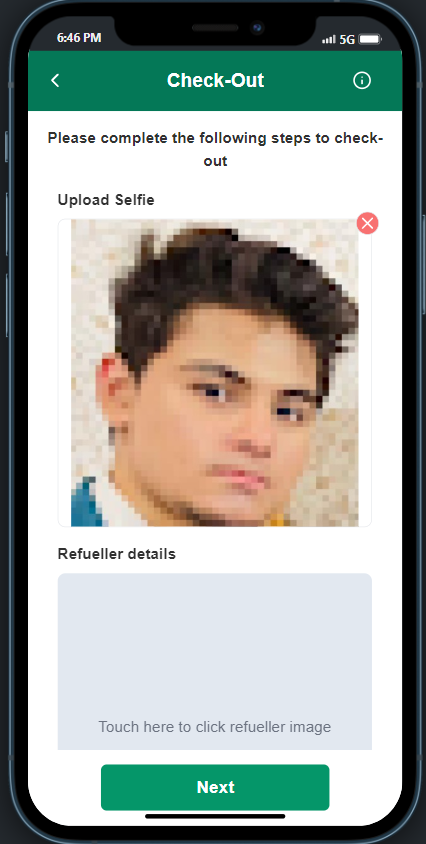 6:46 PM
5G
Check-Out
Please complete the following steps to check-
out
Upload Selfie
Refueller details
Touch here to click refueller image
Next